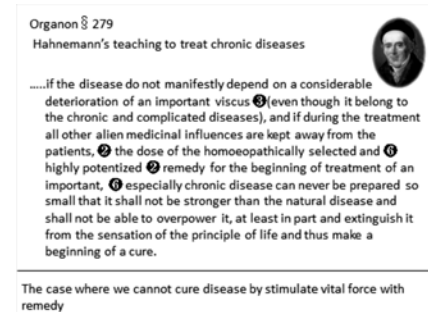 Organon § 279
Hahnemann's teaching to treat chronic diseases
.....if the disease do not manifestly depend on a considerable
deterioration of an important viscus ❸(even though it belong to
the chronic and complicated diseases), and if during the treatment
all other alien medicinal influences are kept away from the
patients, ❷ the dose of the homoeopathically selected and ❻
highly potentized ❷ remedy for the beginning of treatment of an
important, ❻ especially chronic disease can never be prepared so
small that it shall not be stronger than the natural disease and
shall not be able to overpower it, at least in part and extinguish it
from the sensation of the principle of life and thus make a
beginning of a cure.
The case where we cannot cure disease by stimulate vital force with
remedy